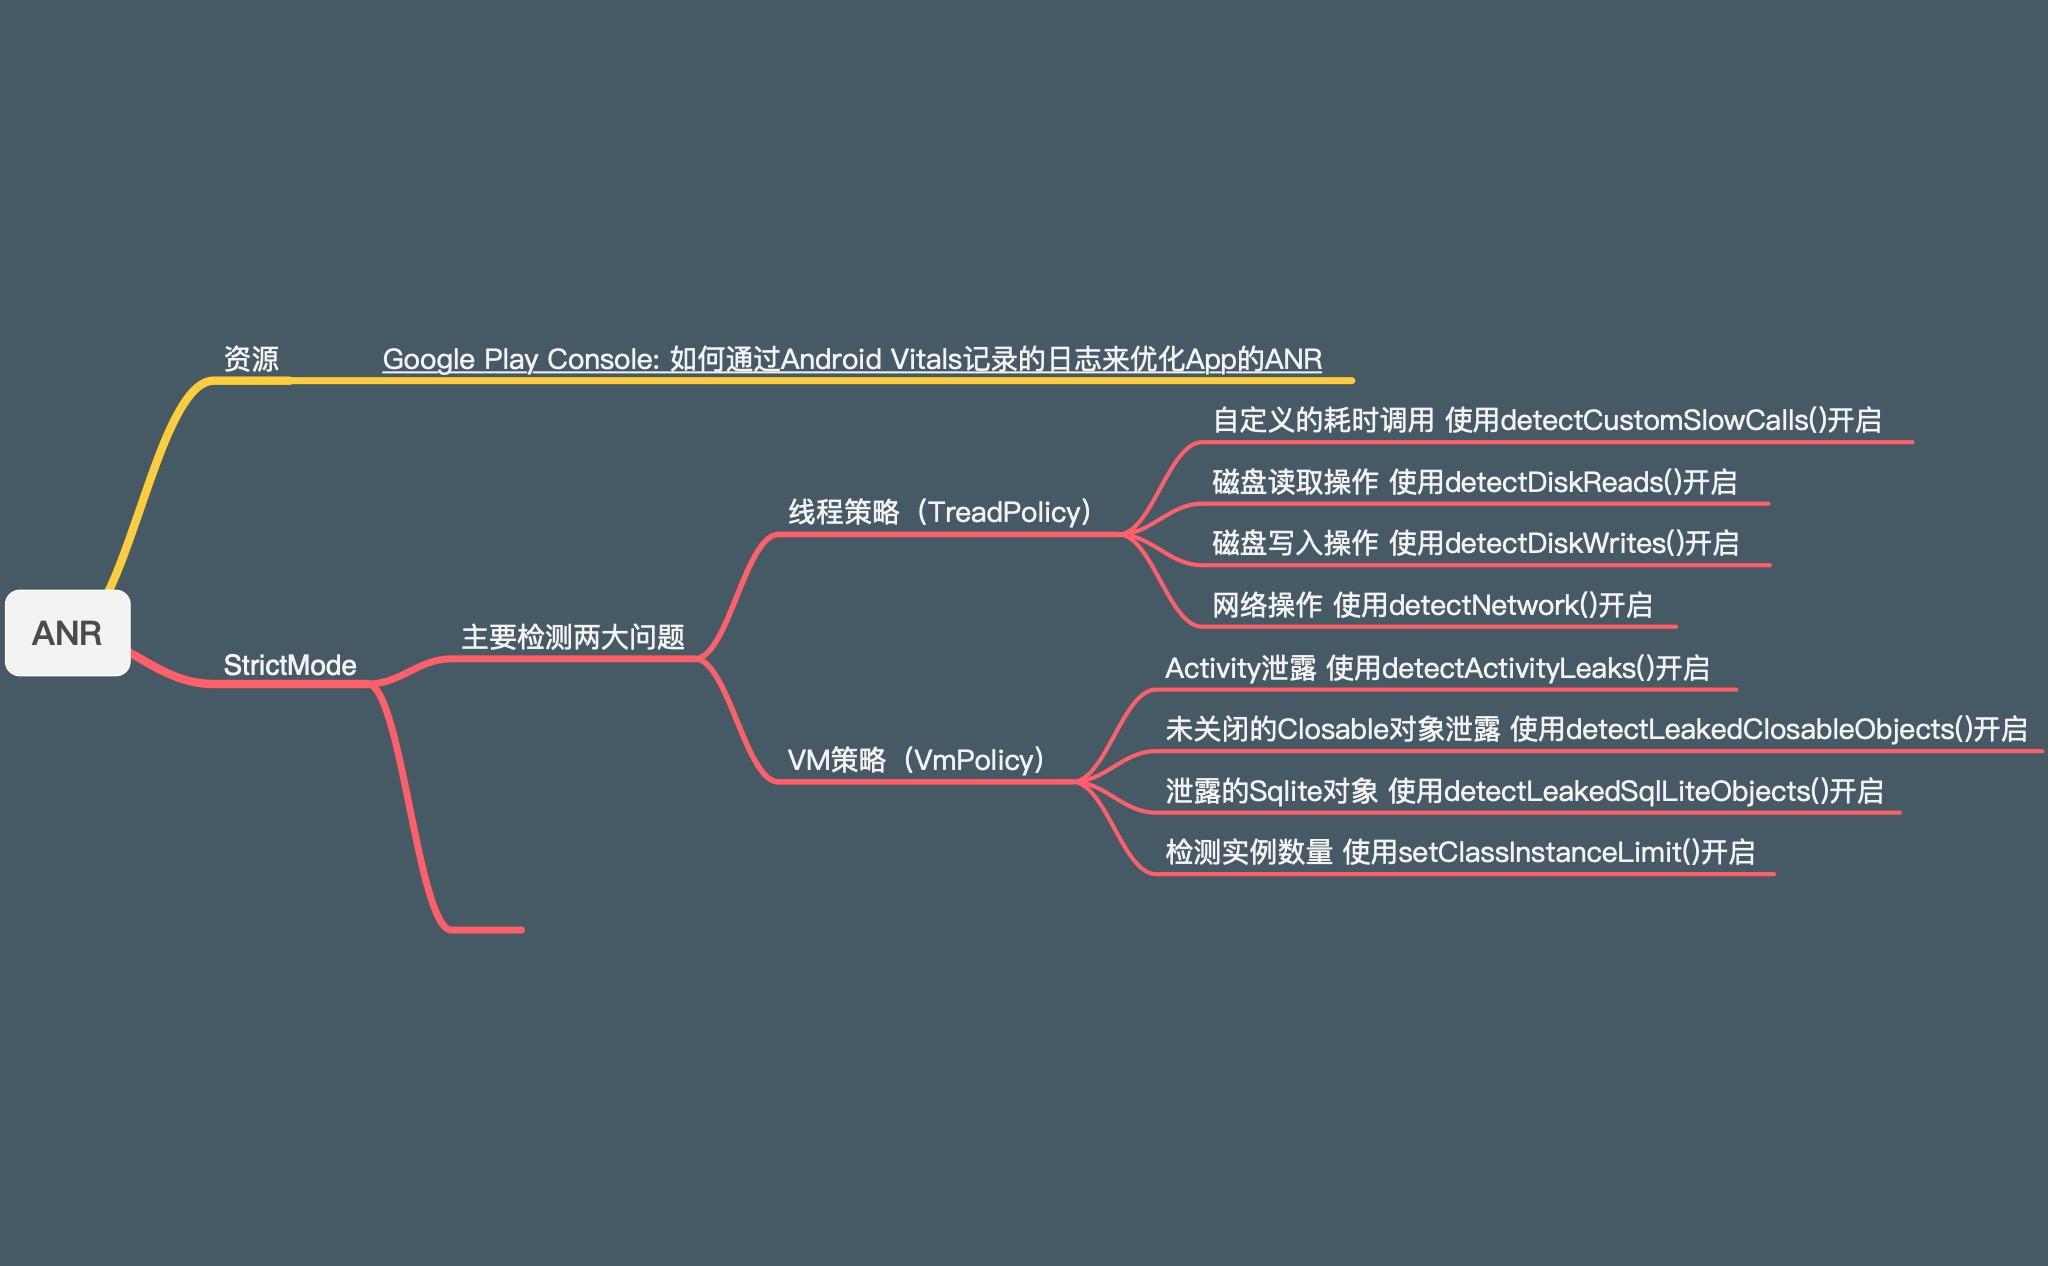 资源
Google Play Console: 如何通过Android Vitals记录的日志来优化App的ANR
自定义的耗时调用 使用detectCustomSlowCalls()开启
磁盘读取操作 使用detectDiskReads()开启
线程策略（TreadPolicy）
磁盘写入操作 使用detectDiskWrites()开启
网络操作 使用detectNetwork()开启
ANR
主要检测两大问题
StrictMode
Activity泄露 使用detectActivityLeaks()开启
未关闭的Closable对象泄露 使用detectLeakedClosableObjects()开启
VM策略（VmPolicy）
泄露的Sqlite对象 使用detectLeakedSqlLiteObjects()开启
检测实例数量 使用setClassInstanceLimit()开启